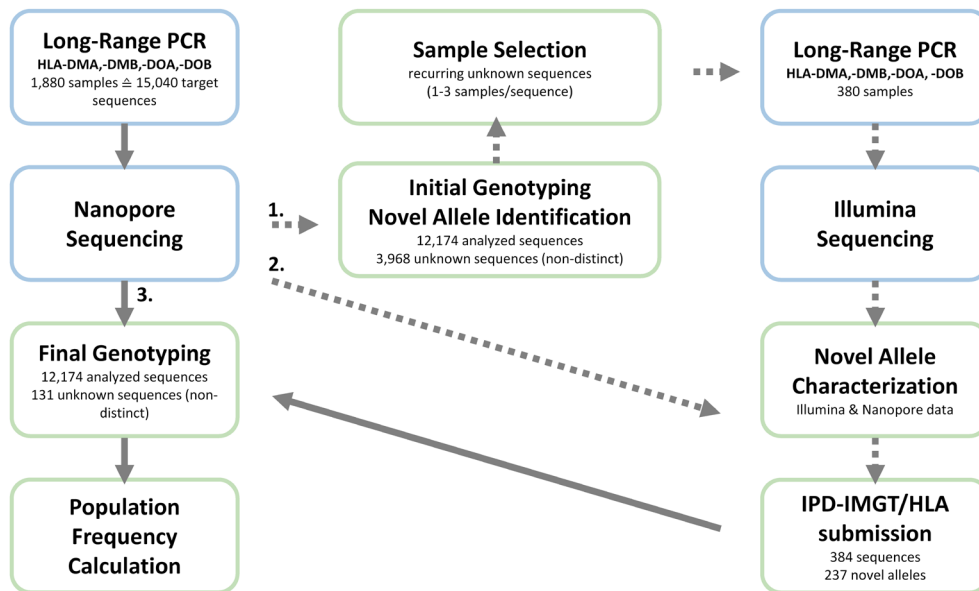 Long-Range PCR
HLA-DMA,-DMB,-DOA,-DOB
1,880 samples ≙ 15,040 target
sequences
Nanopore
Sequencing
1.
2.
3.
Final Genotyping
12,174 analyzed sequences
131 unknown sequences (non-
distinct)
Population
Frequency
Calculation
Sample Selection
recurring unknown sequences
(1-3 samples/sequence)
Initial Genotyping
Novel Allele Identification
12,174 analyzed sequences
3,968 unknown sequences (non-distinct)
Long-Range PCR
HLA-DMA,-DMB,-DOA, -DOB
380 samples
Illumina
Sequencing
Novel Allele
Characterization
Illumina & Nanopore data
IPD-IMGT/HLA
submission
384 sequences
237 novel alleles